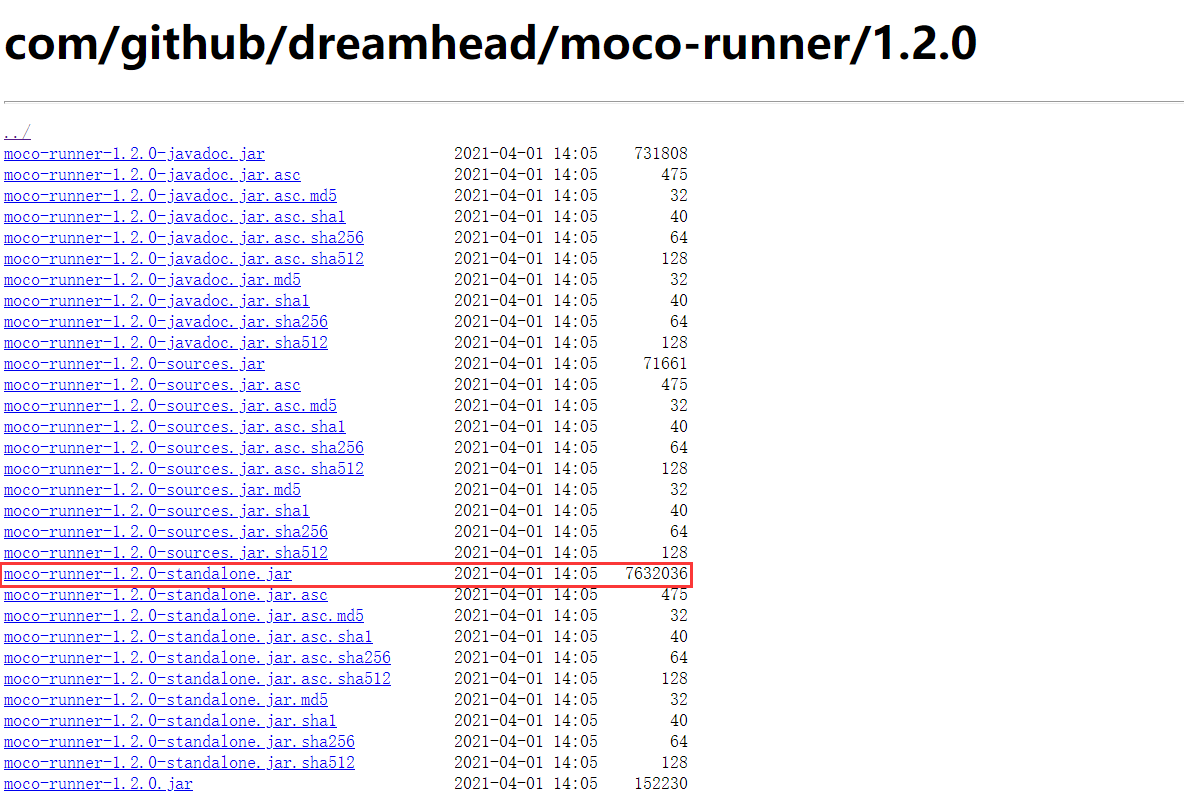 com/github/dreamhead/moco-runner/1.2.0
../
moco-runner-1.2.0-javadoc.jar 2021-04-01 14:05 731808
moco-runner-1.2.0-javadoc.jar.asc 2021-04-01 14:05 475
moco-runner-1.2.0-javadoc.jar.asc.md5 2021-04-01 14:05 32
moco-runner-1.2.0-javadoc.jar.asc.sha1 2021-04-01 14:05 40
moco-runner-1.2.0-javadoc.jar.asc.sha256 2021-04-01 14:05 64
moco-runner-1.2.0-javadoc.jar.asc.sha512 2021-04-01 14:05 128
moco-runner-1.2.0-javadoc.jar.md5 2021-04-01 14:05 32
moco-runner-1.2.0-javadoc.jar.sha1 2021-04-01 14:05 40
moco-runner-1.2.0-javadoc.jar.sha256 2021-04-01 14:05 64
moco-runner-1.2.0-javadoc.jar.sha512 2021-04-01 14:05 128
moco-runner-1.2.0-sources.jar 2021-04-01 14:05 71661
moco-runner-1.2.0-sources.jar.asc 2021-04-01 14:05 475
moco-runner-1.2.0-sources.jar.asc.md5 2021-04-01 14:05 32
moco-runner-1.2.0-sources.jar.asc.sha1 2021-04-01 14:05 40
moco-runner-1.2.0-sources.jar.asc.sha256 2021-04-01 14:05 64
moco-runner-1.2.0-sources.jar.asc.sha512 2021-04-01 14:05 128
moco-runner-1.2.0-sources.jar.md5 2021-04-01 14:05 32
moco-runner-1.2.0-sources.jar.sha1 2021-04-01 14:05 40
moco-runner-1.2.0-sources.jar.sha256 2021-04-01 14:05 64
moco-runner-1.2.0-sources.jar.sha512 2021-04-01 14:05 128
moco-runner-1.2.0-standalone.jar 2021-04-01 14:05 7632036
moco-runner-1.2.0-standalone.jar.asc 2021-04-01 14:05 475
moco-runner-1.2.0-standalone.jar.asc.md5 2021-04-01 14:05 32
moco-runner-1.2.0-standalone.jar.asc.sha1 2021-04-01 14:05 40
moco-runner-1.2.0-standalone.jar.asc.sha256 2021-04-01 14:05 64
moco-runner-1.2.0-standalone.jar.asc.sha512 2021-04-01 14:05 128
moco-runner-1.2.0-standalone.jar.md5 2021-04-01 14:05 32
moco-runner-1.2.0-standalone.jar.sha1 2021-04-01 14:05 40
moco-runner-1.2.0-standalone.jar.sha256 2021-04-01 14:05 64
moco-runner-1.2.0-standalone.jar.sha512 2021-04-01 14:05 128
moco-runner-1.2.0.jar 2021-04-01 14:05 152230